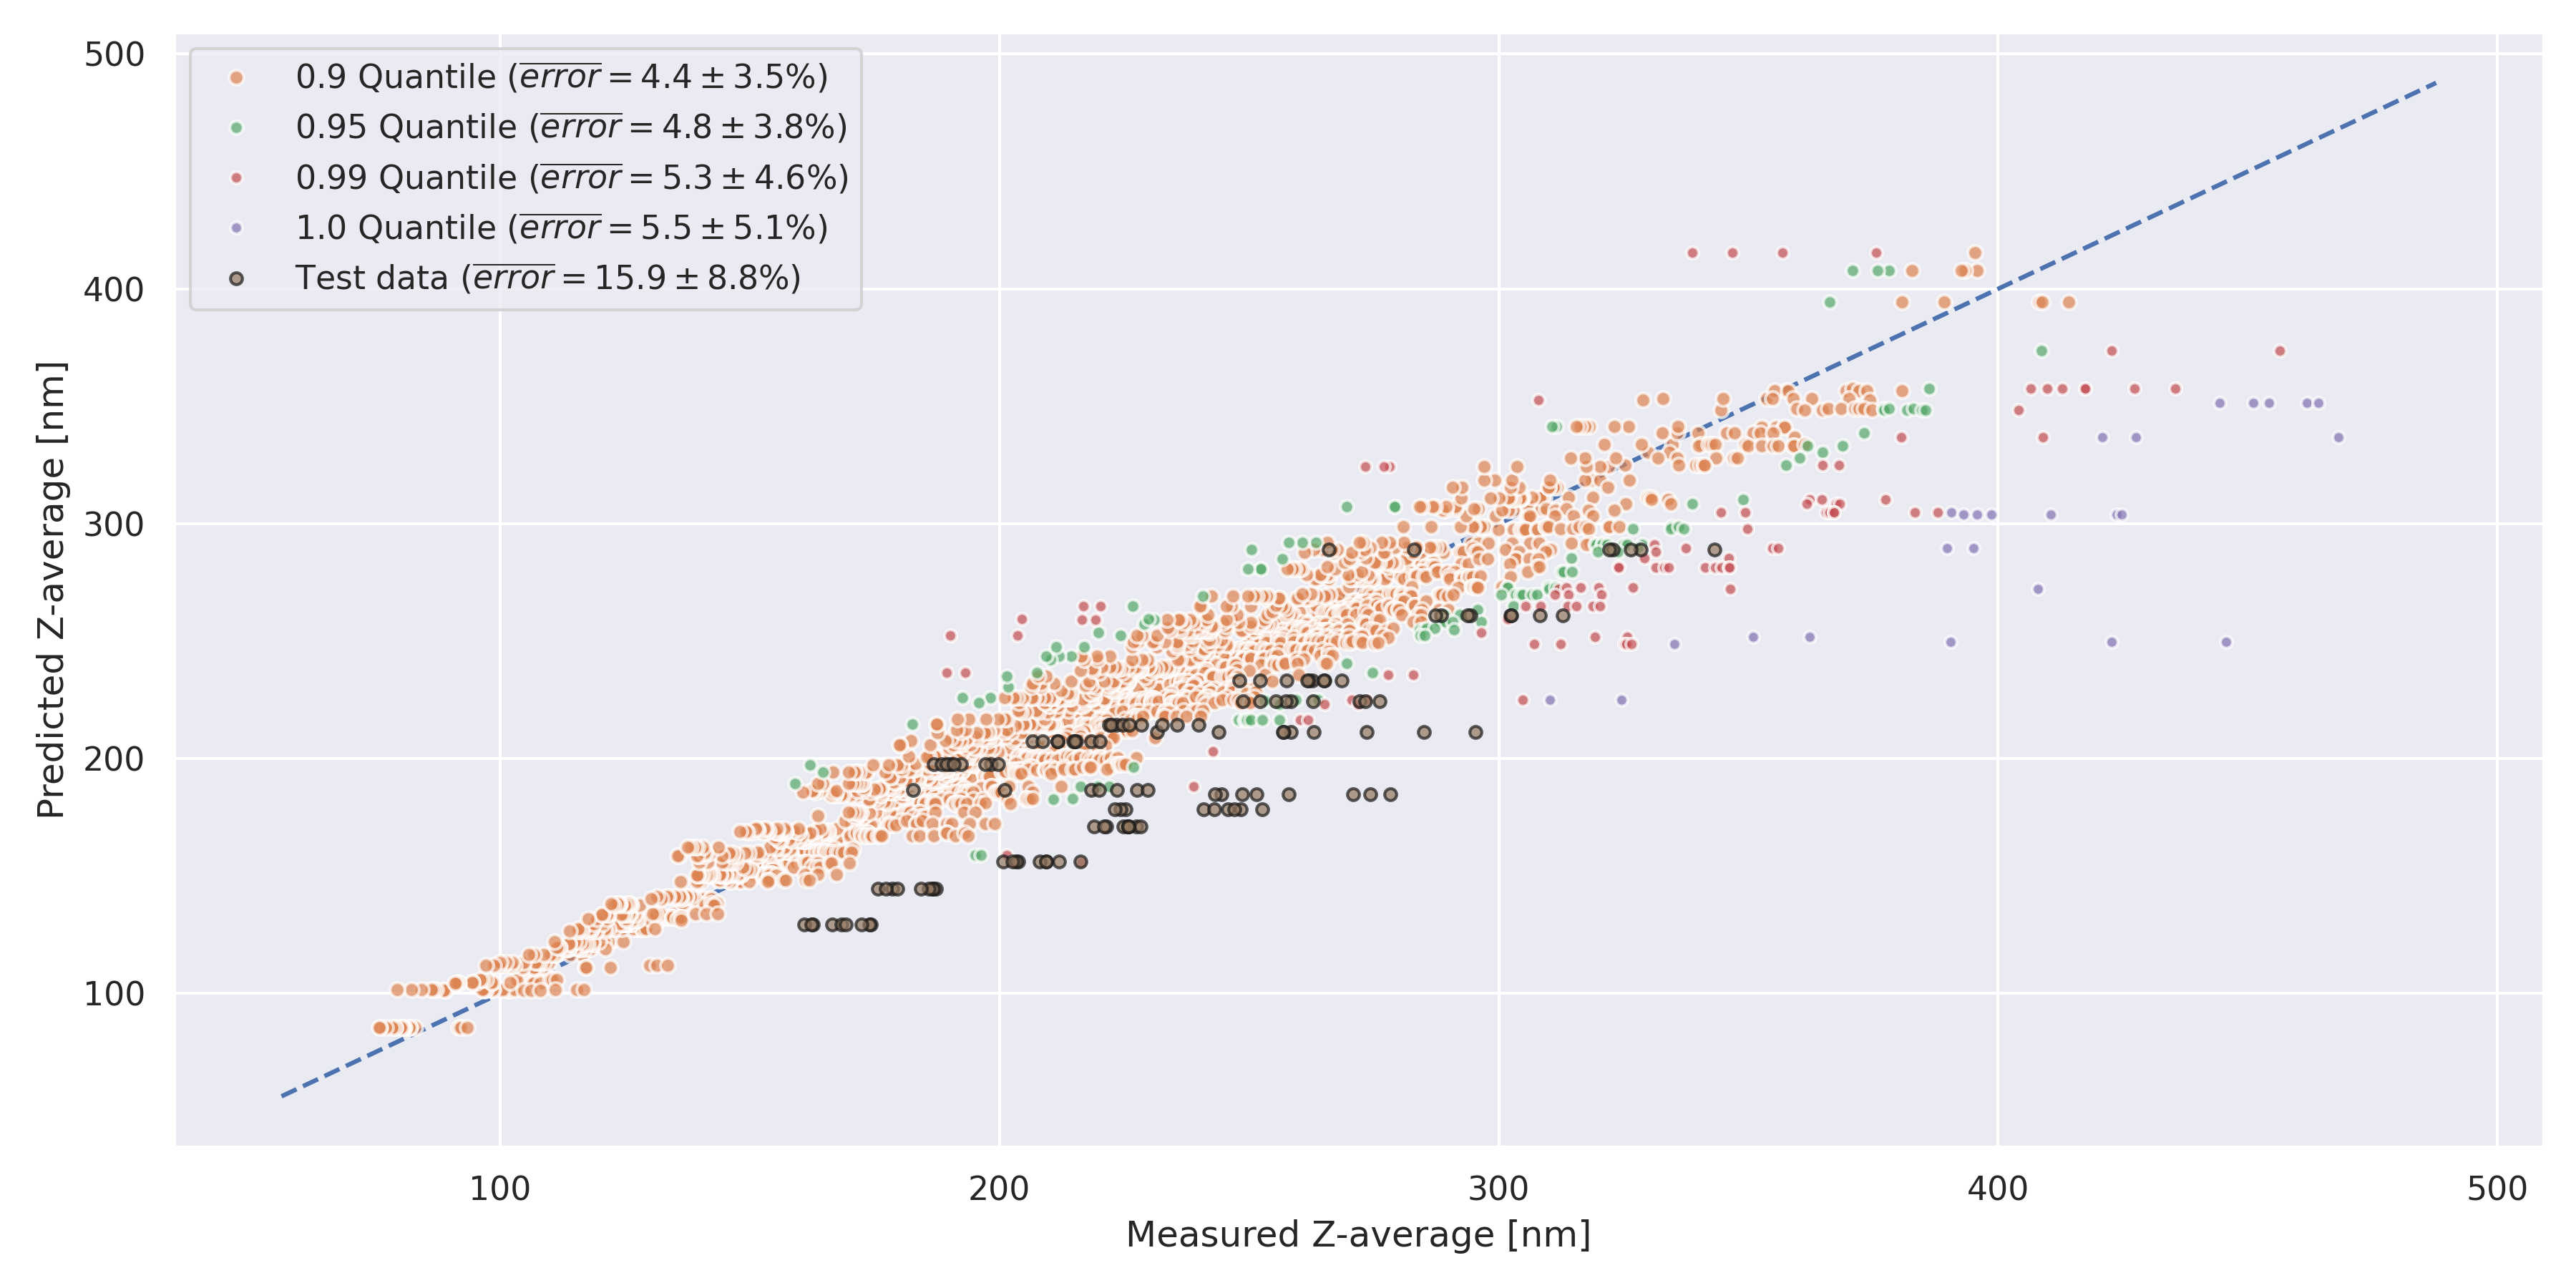 0.9 Quantile (error = 4.4 ± 3.5%)
0.95 Quantile (error = 4.8 ± 3.8%)
0.99 Quantile (error = 5.3 ± 4.6%)
1.0 Quantile (error = 5.5 ± 5.1%)
Test data (error = 15.9 ± 8.8%)
500
400
300
200
100
Predicted Z-average [nm]
100 200 300 400 500
Measured Z-average [nm]